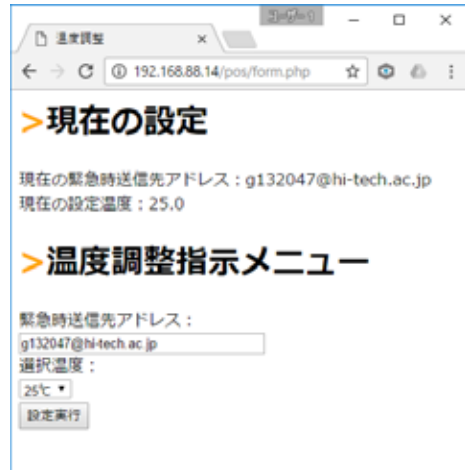 ユーザー1
温度調整
192.168.88.14/pos/form.php
>現在の設定
現在の緊急時送信先アドレス：g132047@hi-tech.ac.jp
現在の設定温度：25.0
>温度調整指示メニュー
緊急時送信先アドレス：
g132047@hi-tech.ac.jp
選択温度：
25℃
設定実行